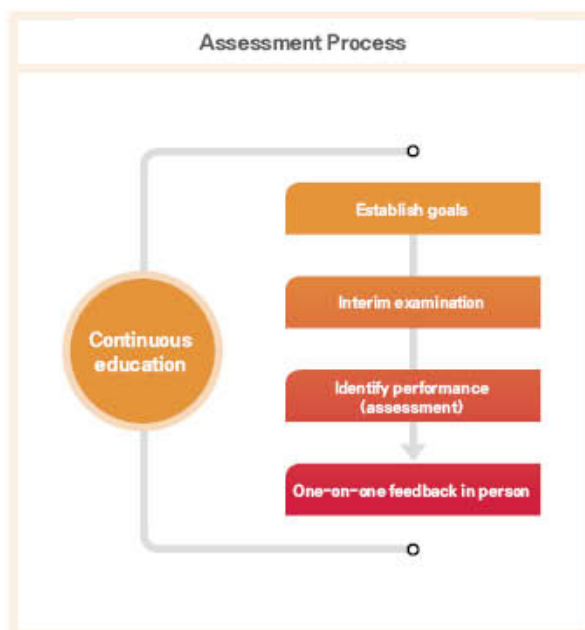 Assessment Process
Establish goals
Interim examination
Continuous
education
Identify performance
(assessment)
One-on-one feedback in person